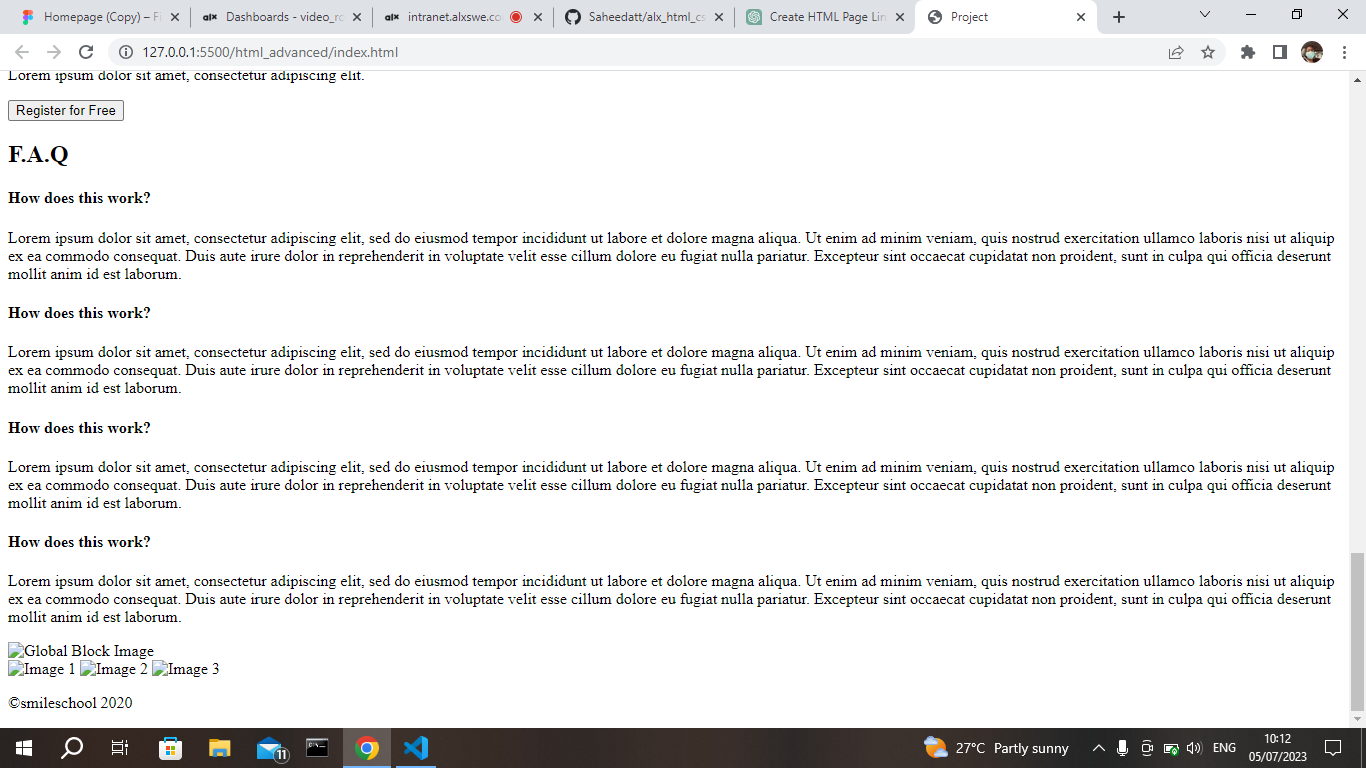 Homepage (Copy) – Fi
alx Dashboards - video_ro
alx intranet.alxswe.co
Saheedatt/alx_html_cs
Create HTML Page Lin
Project
127.0.0.1:5500/html_advanced/index.html
Lorem ipsum dolor sit amet, consectetur adipiscing elit.
Register for Free
F.A.Q
How does this work?
Lorem ipsum dolor sit amet, consectetur adipiscing elit, sed do eiusmod tempor incididunt ut labore et dolore magna aliqua. Ut enim ad minim veniam, quis nostrud exercitation ullamco laboris nisi ut aliquip
ex ea commodo consequat. Duis aute irure dolor in reprehenderit in voluptate velit esse cillum dolore eu fugiat nulla pariatur. Excepteur sint occaecat cupidatat non proident, sunt in culpa qui officia deserunt
mollit anim id est laborum.
How does this work?
Lorem ipsum dolor sit amet, consectetur adipiscing elit, sed do eiusmod tempor incididunt ut labore et dolore magna aliqua. Ut enim ad minim veniam, quis nostrud exercitation ullamco laboris nisi ut aliquip
ex ea commodo consequat. Duis aute irure dolor in reprehenderit in voluptate velit esse cillum dolore eu fugiat nulla pariatur. Excepteur sint occaecat cupidatat non proident, sunt in culpa qui officia deserunt
mollit anim id est laborum.
How does this work?
Lorem ipsum dolor sit amet, consectetur adipiscing elit, sed do eiusmod tempor incididunt ut labore et dolore magna aliqua. Ut enim ad minim veniam, quis nostrud exercitation ullamco laboris nisi ut aliquip
ex ea commodo consequat. Duis aute irure dolor in reprehenderit in voluptate velit esse cillum dolore eu fugiat nulla pariatur. Excepteur sint occaecat cupidatat non proident, sunt in culpa qui officia deserunt
mollit anim id est laborum.
How does this work?
Lorem ipsum dolor sit amet, consectetur adipiscing elit, sed do eiusmod tempor incididunt ut labore et dolore magna aliqua. Ut enim ad minim veniam, quis nostrud exercitation ullamco laboris nisi ut aliquip
ex ea commodo consequat. Duis aute irure dolor in reprehenderit in voluptate velit esse cillum dolore eu fugiat nulla pariatur. Excepteur sint occaecat cupidatat non proident, sunt in culpa qui officia deserunt
mollit anim id est laborum.
Global Block Image
Image 1 Image 2 Image 3
©smileschool 2020
11
27°C Partly sunny
ENG
10:12
05/07/2023